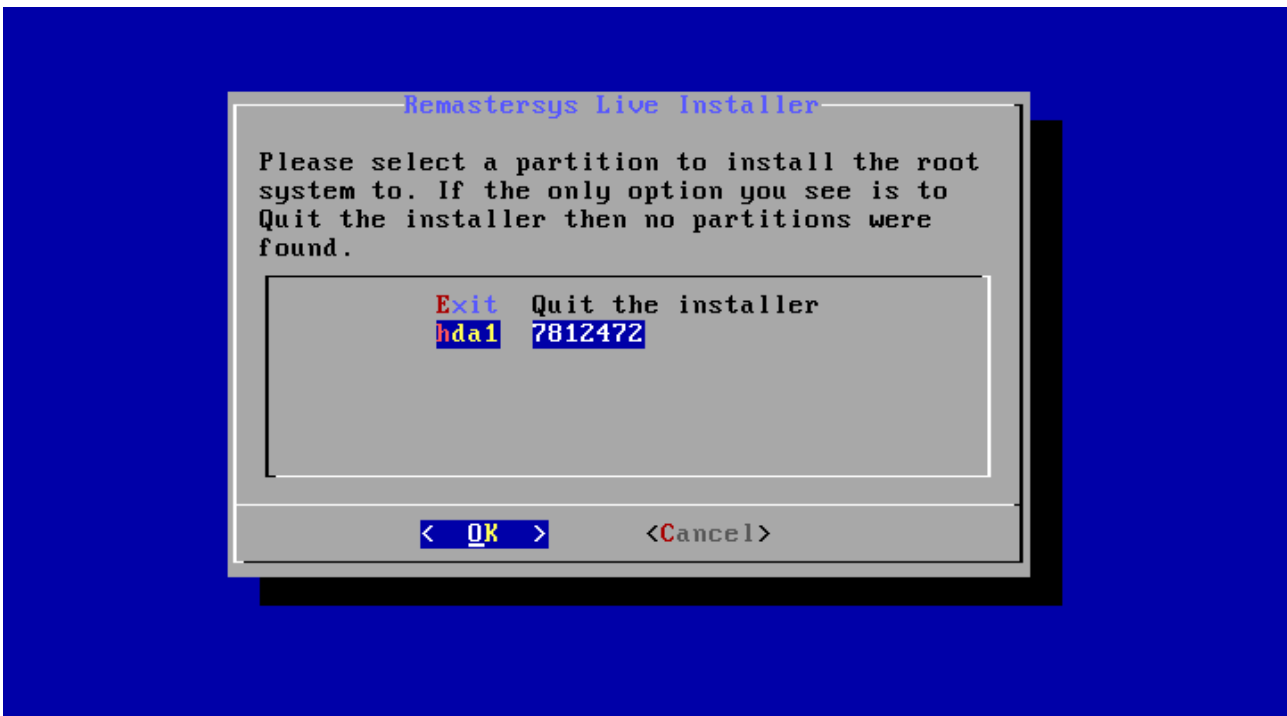 Remastersys Live Installer
Please select a partition to install the root
system to. If the only option you see is to
Quit the installer then no partitions were
found.
Exit Quit the installer
hda1 7812472
< OK > <Cancel>